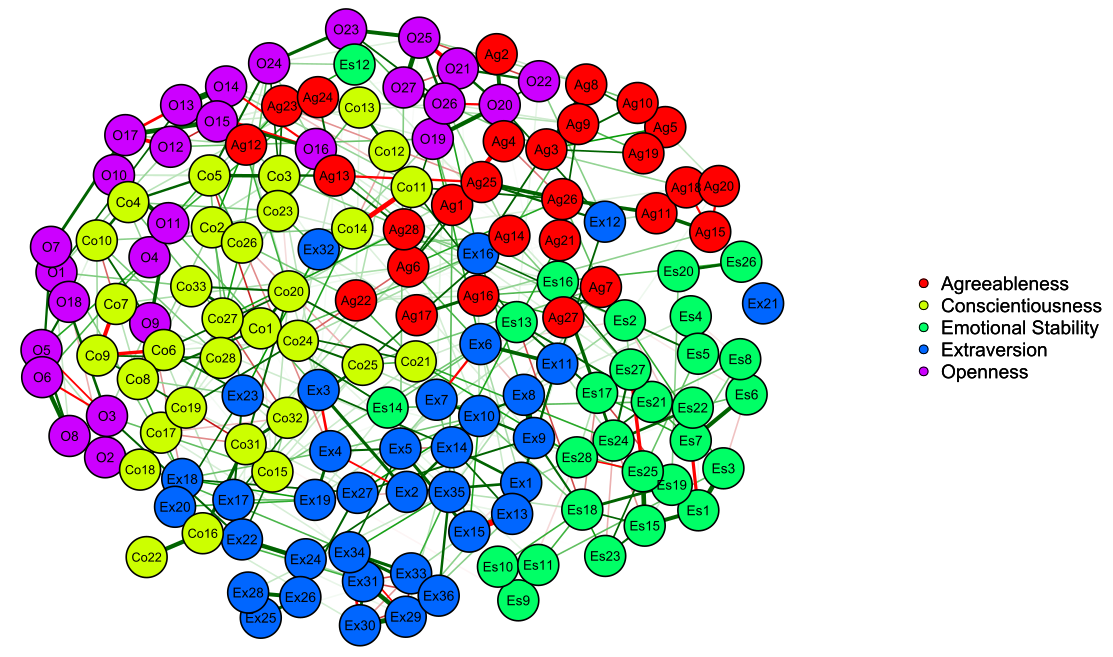 O23
O25
Ag2
O24
Es12
O21
O22
Ag8
O14
O27
Ag10
O13
Ag23
Ag24
Co13
O26
O20
Ag5
O17
O15
Ag9
O12
Ag12
O16
Co12
O19
Ag4
Ag3
Ag19
O10
Co5
Co3
Ag13
Co11
Ag25
Ag18
Ag20
Co4
Co23
Ag1
Ag26
Ag11
O11
Co2
Co14
Ag28
Ex12
Ag15
O7
Co10
Co26
Ex32
Ag14
Ag21
O4
Ex16
Es26
O1
Ag6
Es20
Co33
Co20
Es16
Ag7
O18
Co7
Ag22
Ag16
Ex21
O9
Co27
Co1
Ag17
Es13
Ag27
Es2
Es4
O5
Co9
Co6
Co28
Co24
Co25
Co21
Ex6
Ex11
Es5
Es8
O6
Co8
Es27
Ex23
Ex3
Es14
Ex7
Ex8
Es17
Es21
Es22
Es6
O3
Co19
Co32
Ex10
O8
Co17
Co31
Ex4
Ex5
Ex14
Ex9
Es24
Es7
O2
Co18
Co15
Es28
Es25
Es3
Ex18
Ex20
Ex17
Ex19
Ex27
Ex2
Ex35
Ex1
Es19
Ex13
Es18
Es1
Co16
Ex22
Ex15
Es15
Co22
Ex24
Ex34
Es10
Es11
Es23
Ex28
Ex26
Ex31
Ex33
Ex36
Es9
Ex25
Ex30
Ex29
Agreeableness
Conscientiousness
Emotional Stability
Extraversion
Openness